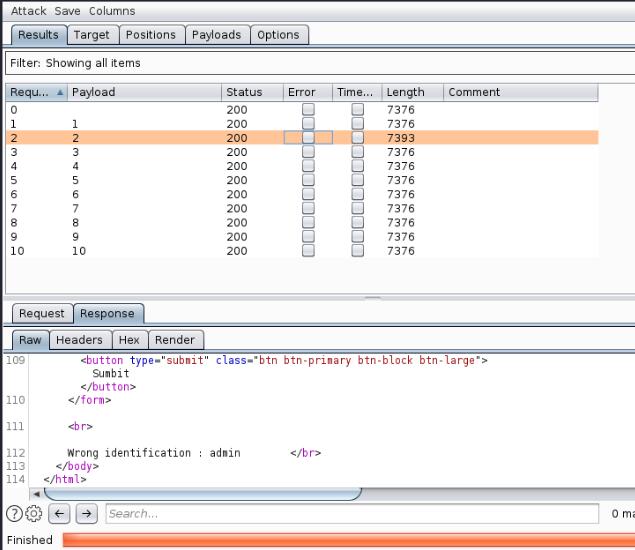 Attack Save Columns
Results Target Positions Payloads Options
Filter: Showing all items
Requ... Payload Status Error Time... Length Comment
0 200 7376
1 1 200 7376
2 2 200 7393
3 3 200 7376
4 4 200 7376
5 5 200 7376
6 6 200 7376
7 7 200 7376
8 8 200 7376
9 9 200 7376
10 10 200 7376
Request Response
Raw Headers Hex Render
109 <button type="submit" class="btn btn-primary btn-block btn-large">
Sumbit
</button>
110 </form>
111 <br>
112 Wrong identification : admin </br>
113 </body>
114 </html>
? Search... 0 ma
Finished